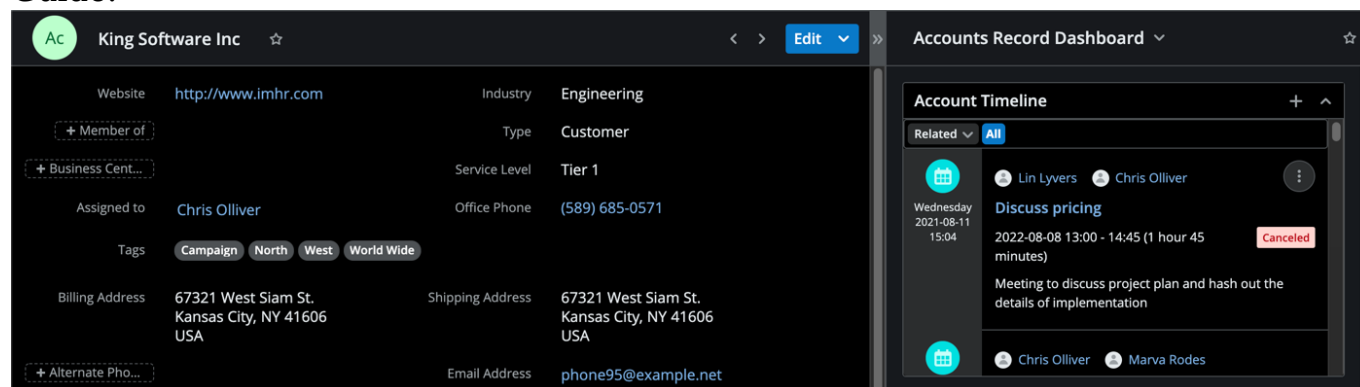 Guide.
Ac King Software Inc
Edit
Accounts Record Dashboard
Website http://www.imhr.com Industry Engineering
+ Member of Type Customer
+ Business Cent... Service Level Tier 1
Assigned to Chris Olliver Office Phone (589) 685-0571
Tags Campaign North West World Wide
Billing Address 67321 West Siam St. Shipping Address 67321 West Siam St.
Kansas City, NY 41606 Kansas City, NY 41606
USA USA
+ Alternate Pho... Email Address phone95@example.net
Account Timeline
Related All
Lin Lyvers Chris Olliver
Wednesday
2021-08-11
15:04
Discuss pricing
2022-08-08 13:00 - 14:45 (1 hour 45
minutes)
Canceled
Meeting to discuss project plan and hash out the
details of implementation
Chris Olliver Marva Rodes